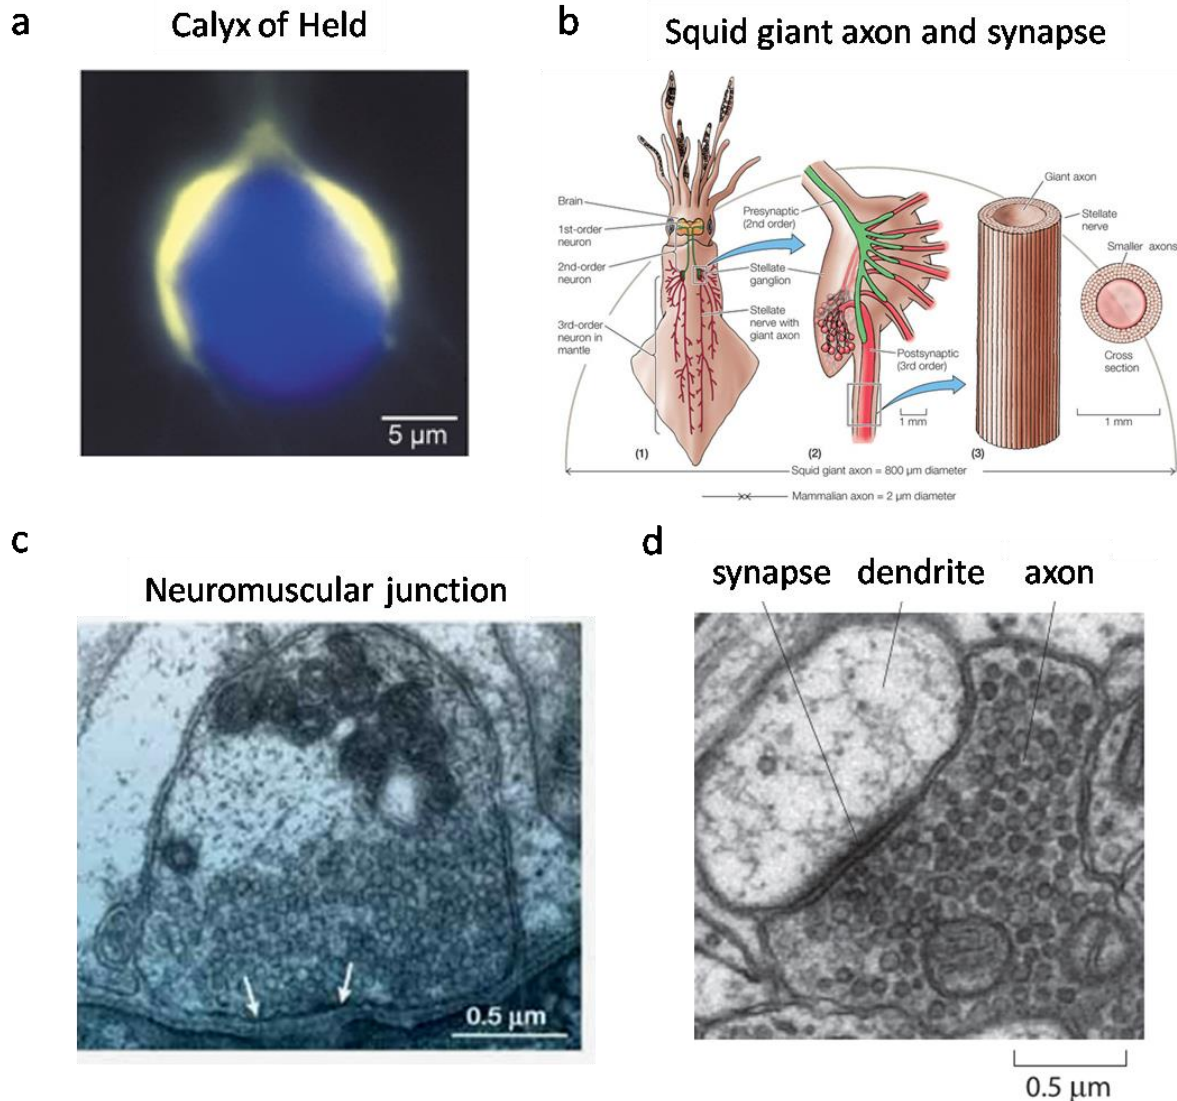 a
Calyx of Held
5 μm
b
Squid giant axon and synapse
Brain
1st-order
neuron
2nd-order
neuron
3rd-order
neuron in
mantle
Presynaptic
(2nd order)
Stellate
ganglion
Stellate
nerve with
giant axon
Postsynaptic
(3rd order)
1 mm
Giant axon
Stellate
nerve
Smaller axons
Cross
section
1 mm
(1)
(2)
(3)
Squid giant axon = 800 μm diameter
Mammalian axon = 2 μm diameter
c
Neuromuscular junction
0.5 μm
d
synapse dendrite axon
0.5 μm